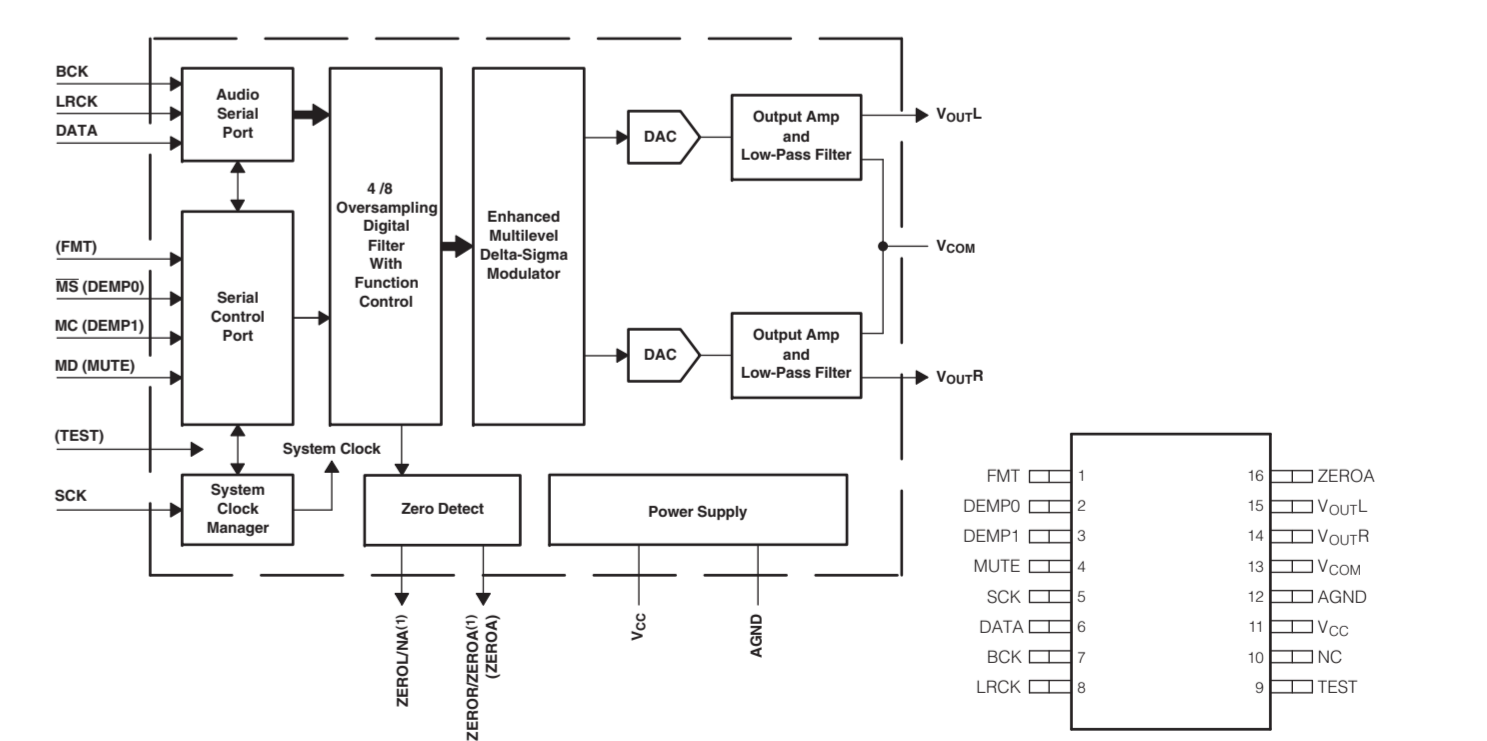 BCK
LRCK
DATA
Audio
Serial
Port
(FMT)
MS (DEMP0)
MC (DEMP1)
MD (MUTE)
Serial
Control
Port
(TEST)
SCK
System
Clock
Manager
System Clock
4 /8
Oversampling
Digital
Filter
With
Function
Control
Enhanced
Multilevel
Delta-Sigma
Modulator
DAC
Output Amp
and
Low-Pass Filter
VOUTL
VCOM
DAC
Output Amp
and
Low-Pass Filter
VOUTR
Zero Detect
Power Supply
ZEROL/NA(1)
ZEROR/ZEROA(1)
(ZEROA)
VCC
AGND
FMT 1
DEMP0 2
DEMP1 3
MUTE 4
SCK 5
DATA 6
BCK 7
LRCK 8
16 ZEROA
15 VOUTL
14 VOUTR
13 VCOM
12 AGND
11 VCC
10 NC
9 TEST